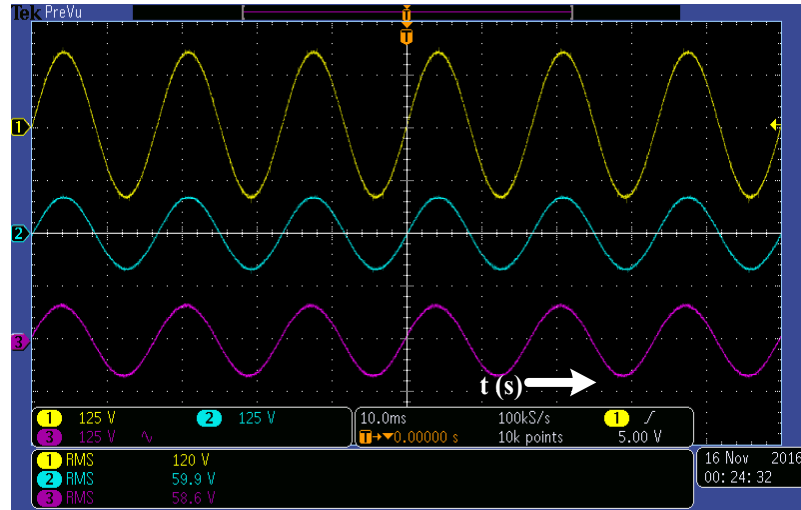 Tek PreVu
T
T
1
2
3
t (s)
1 125 V 2 125 V
3 125 V ∿
10.0ms 100kS/s 1 ∫
T→▼0.00000 s 10k points 5.00 V
1 RMS 120 V
2 RMS 59.9 V
3 RMS 58.6 V
16 Nov 2016
00:24:32